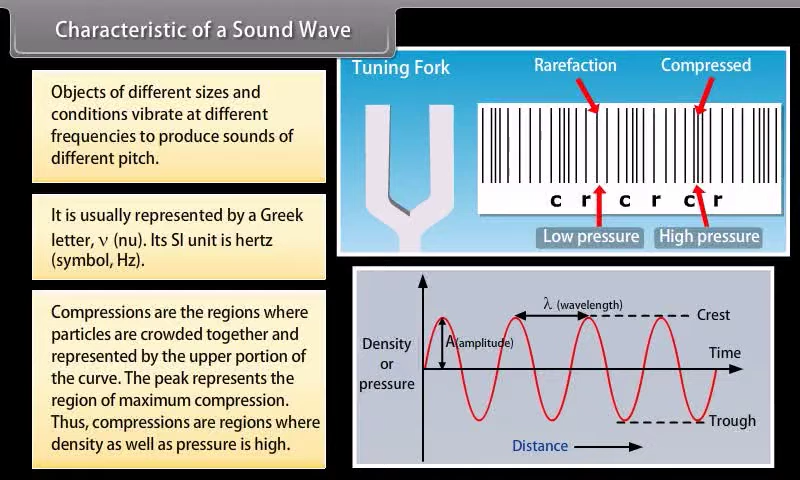 Characteristic of a Sound Wave
Objects of different sizes and
conditions vibrate at different
frequencies to produce sounds of
different pitch.
It is usually represented by a Greek
letter, ν (nu). Its SI unit is hertz
(symbol, Hz).
Compressions are the regions where
particles are crowded together and
represented by the upper portion of
the curve. The peak represents the
region of maximum compression.
Thus, compressions are regions where
density as well as pressure is high.
Tuning Fork
Rarefaction
Compressed
c r c r c r
Low pressure
High pressure
λ (wavelength)
Crest
A(amplitude)
Density
or
pressure
Time
Trough
Distance